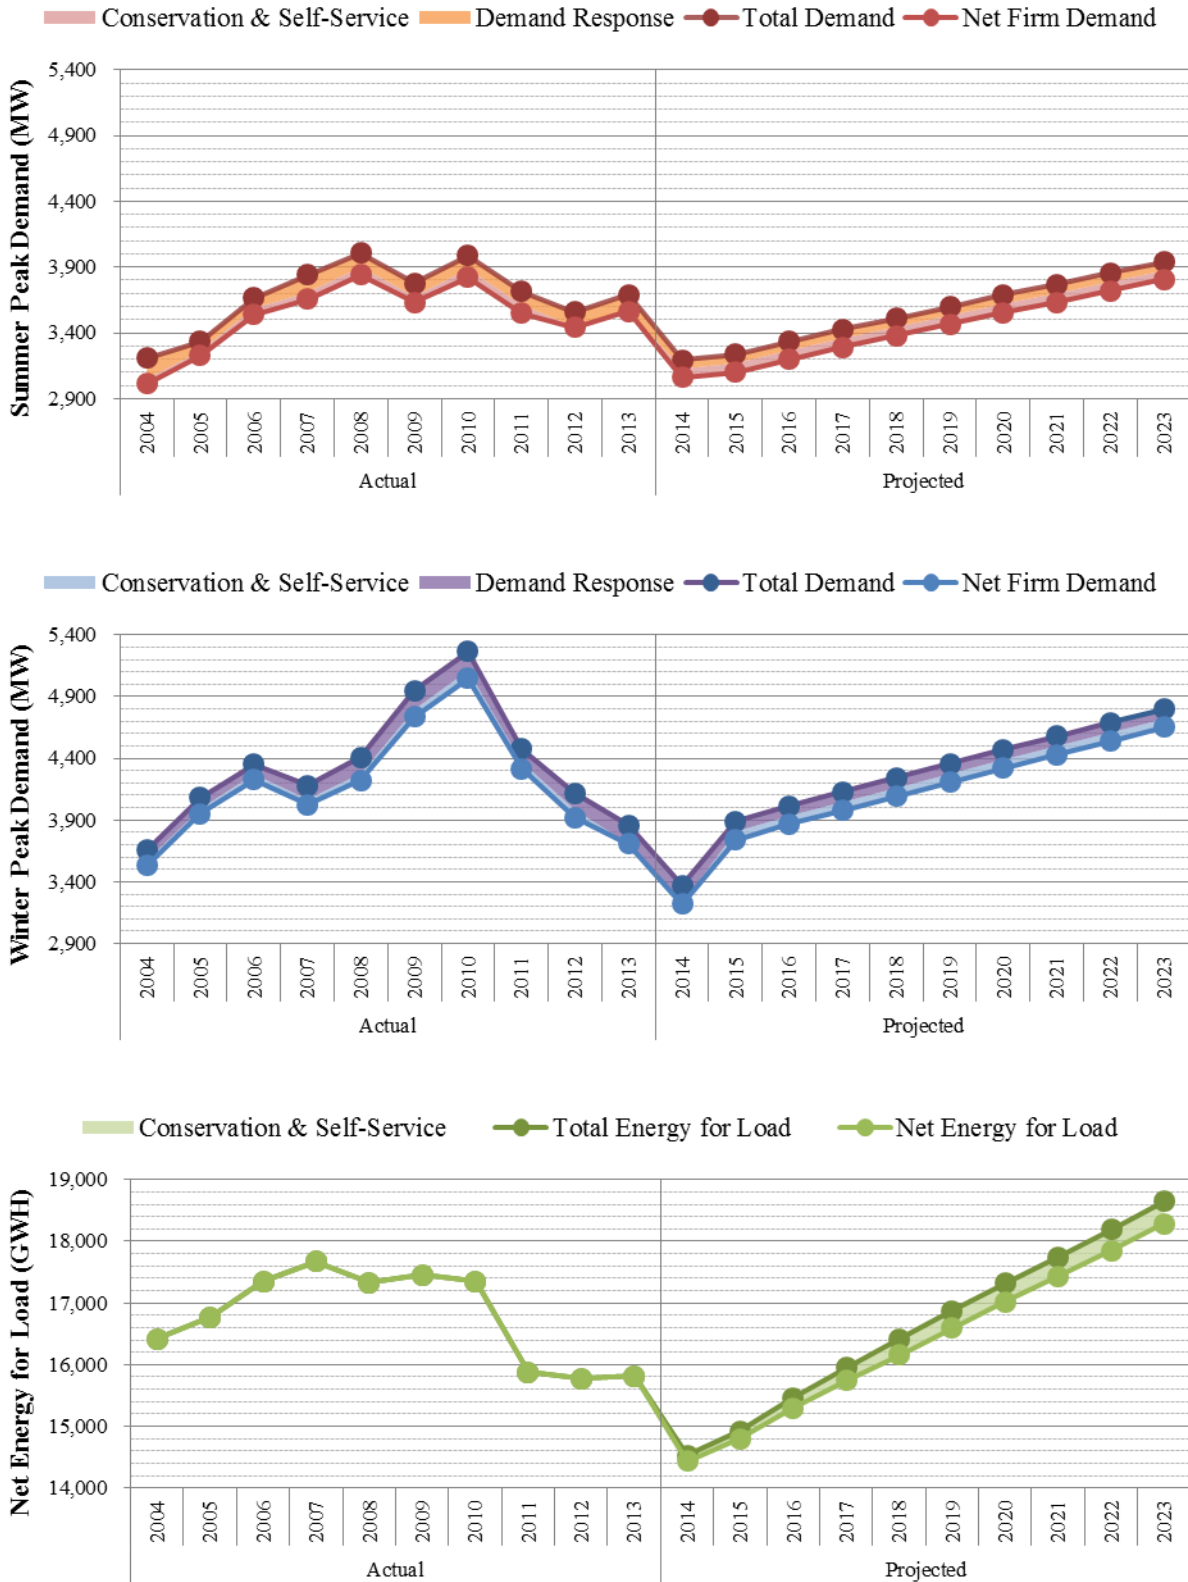 Conservation & Self-Service Demand Response Total Demand Net Firm Demand
Summer Peak Demand (MW)
5,400
4,900
4,400
3,900
3,400
2,900
2004 2005 2006 2007 2008 2009 2010 2011 2012 2013 2014 2015 2016 2017 2018 2019 2020 2021 2022 2023
Actual Projected
Conservation & Self-Service Demand Response Total Demand Net Firm Demand
Winter Peak Demand (MW)
5,400
4,900
4,400
3,900
3,400
2,900
2004 2005 2006 2007 2008 2009 2010 2011 2012 2013 2014 2015 2016 2017 2018 2019 2020 2021 2022 2023
Actual Projected
Conservation & Self-Service Total Energy for Load Net Energy for Load
Net Energy for Load (GWH)
19,000
18,000
17,000
16,000
15,000
14,000
2004 2005 2006 2007 2008 2009 2010 2011 2012 2013 2014 2015 2016 2017 2018 2019 2020 2021 2022 2023
Actual Projected